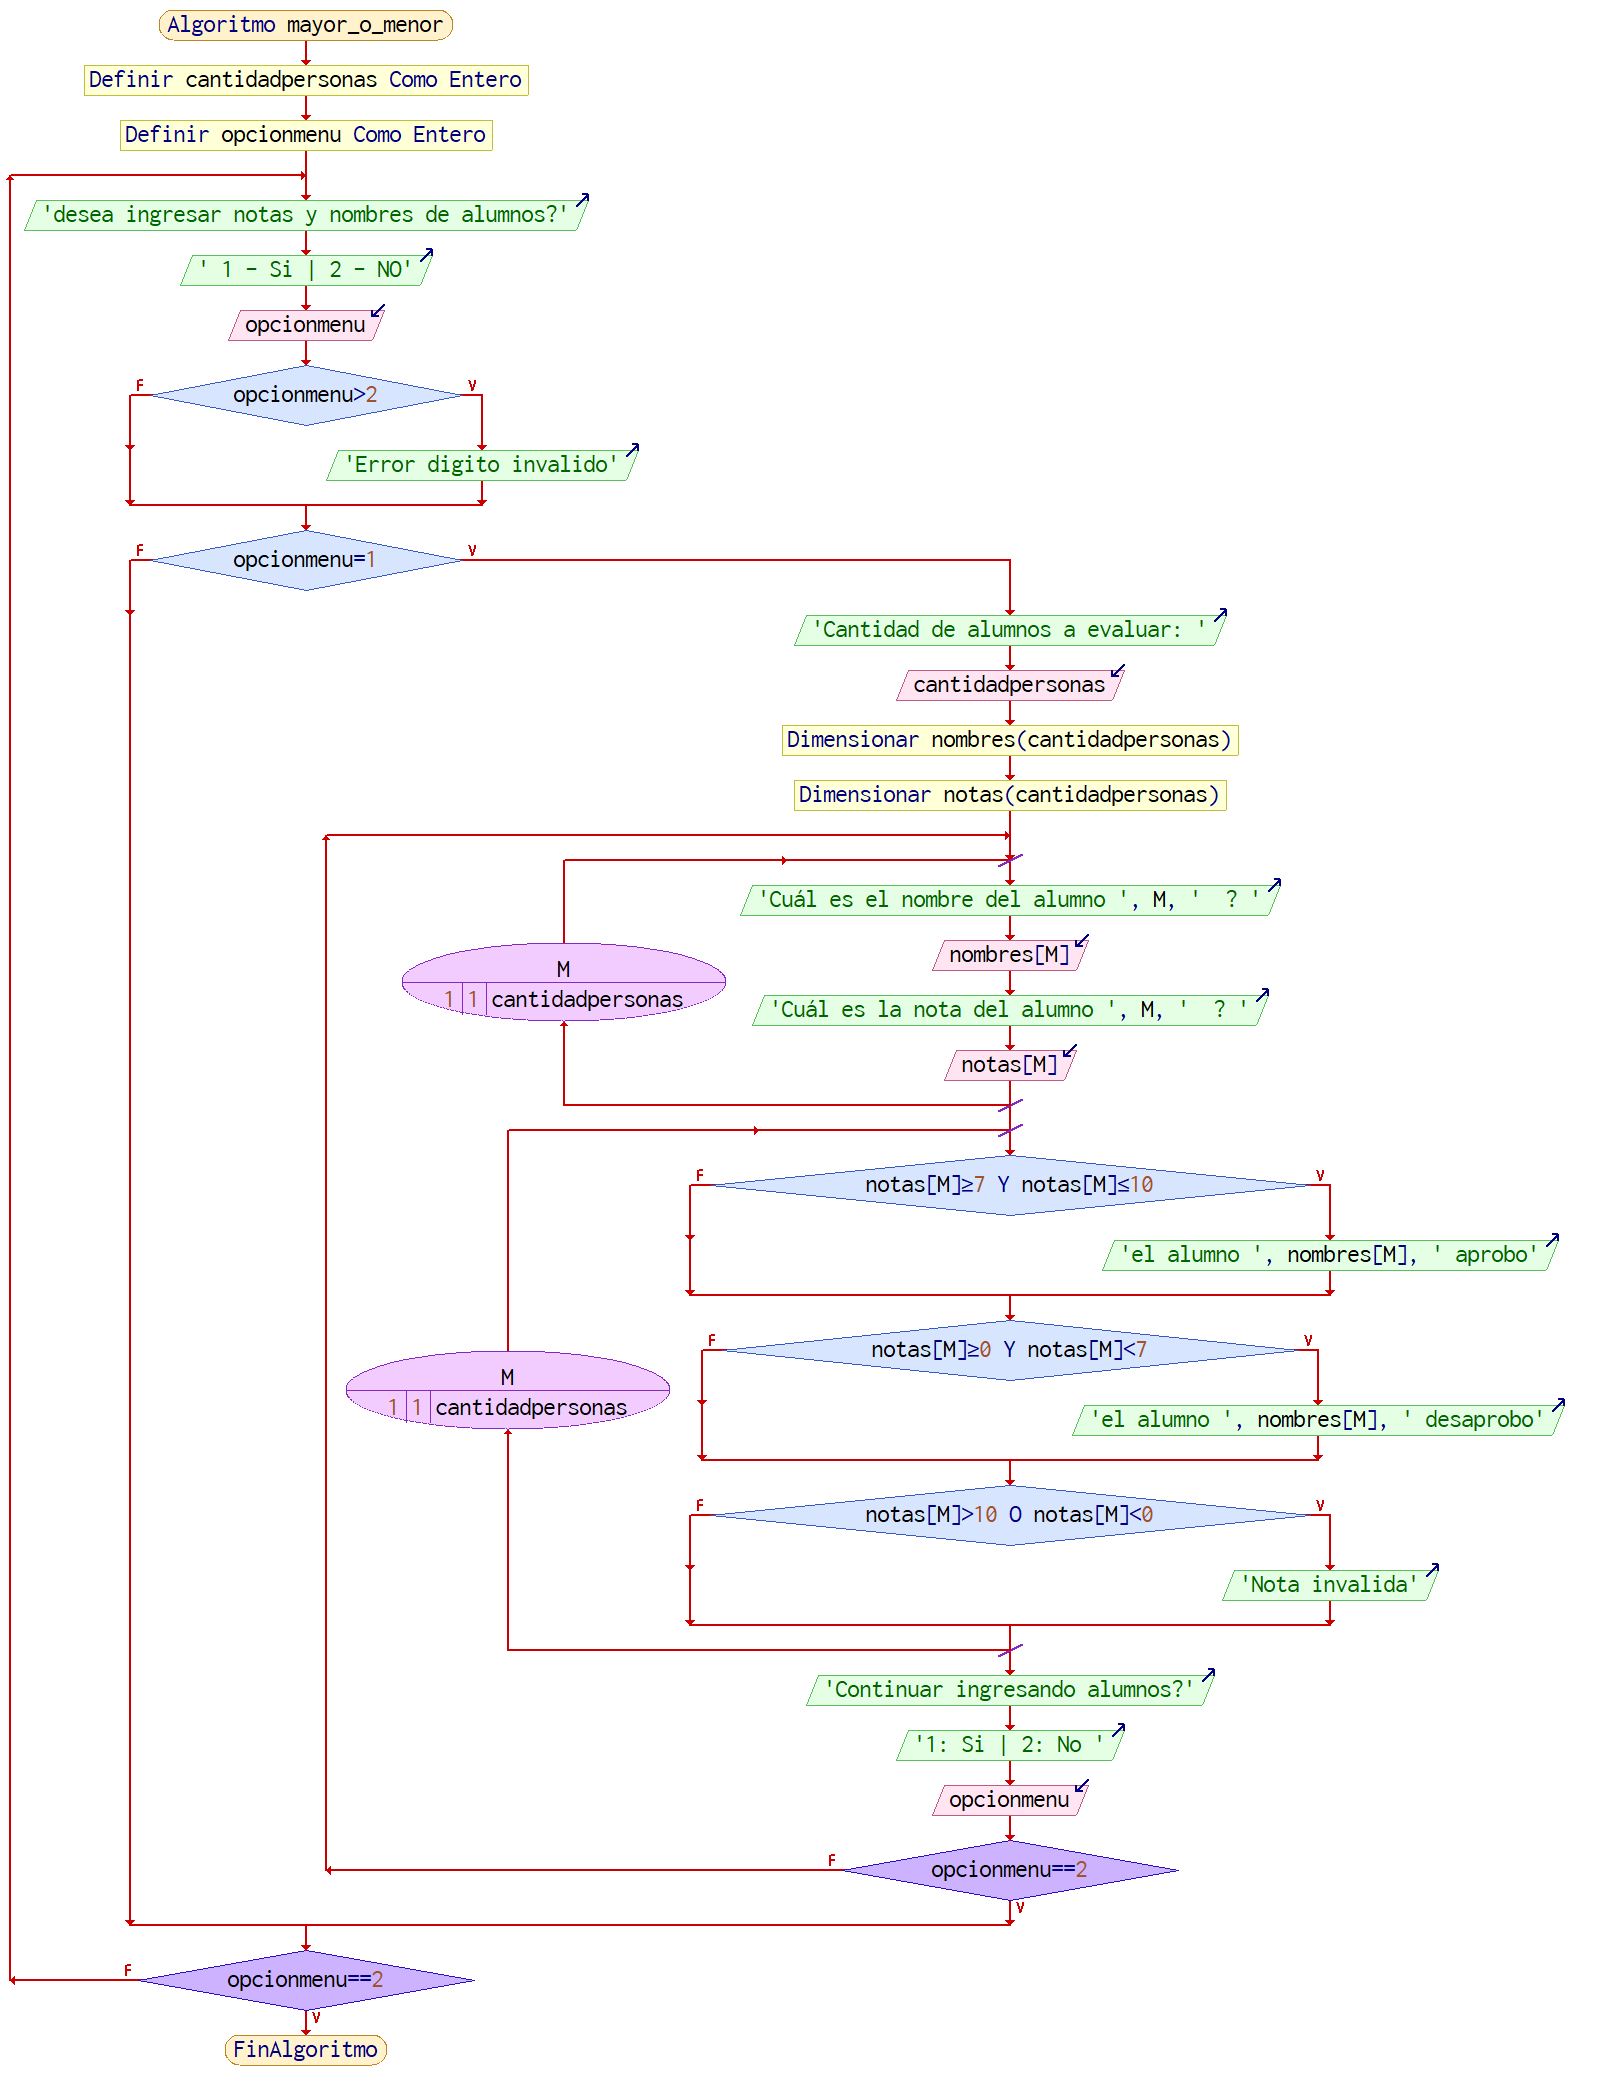 Algoritmo mayor_o_menor
Definir cantidadpersonas Como Entero
Definir opcionmenu Como Entero
'desea ingresar notas y nombres de alumnos?'
' 1 - Si | 2 - NO'
opcionmenu
F
V
opcionmenu>2
'Error digito invalido'
F
V
opcionmenu=1
'Cantidad de alumnos a evaluar: '
cantidadpersonas
Dimensionar nombres(cantidadpersonas)
Dimensionar notas(cantidadpersonas)
'Cuál es el nombre del alumno ', M, '  ? '
nombres[M]
M
1 1 cantidadpersonas
'Cuál es la nota del alumno ', M, '  ? '
notas[M]
F
V
notas[M]≥7 Y notas[M]≤10
'el alumno ', nombres[M], ' aprobo'
F
V
notas[M]≥0 Y notas[M]<7
M
1 1 cantidadpersonas
'el alumno ', nombres[M], ' desaprobo'
F
V
notas[M]>10 O notas[M]<0
'Nota invalida'
'Continuar ingresando alumnos?'
'1: Si | 2: No '
opcionmenu
F
opcionmenu==2
V
F
opcionmenu==2
V
FinAlgoritmo